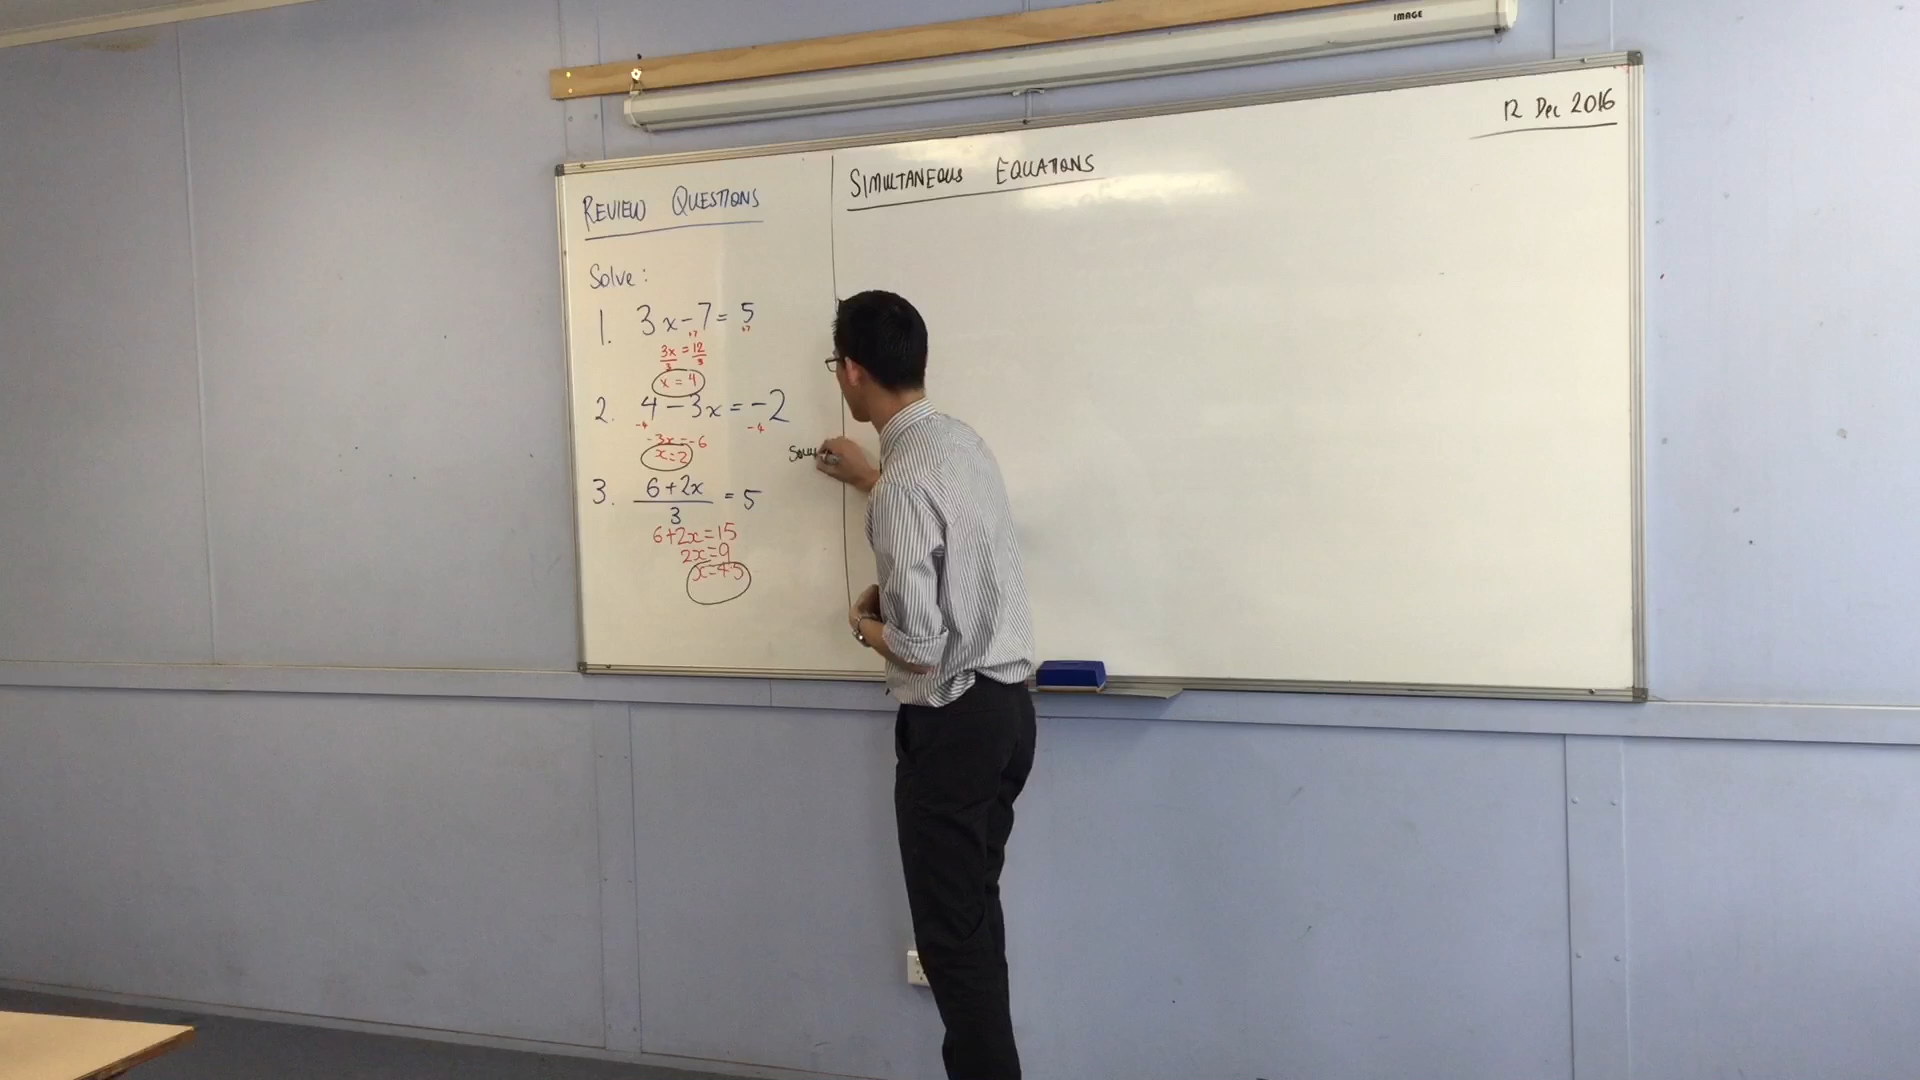 IMAGE
12 Dec 2016
REVIEW QUESTIONS
Solve:
1. 3x - 7 = 5
+7 +7
3x/3 = 12/3
x = 4
2. 4 - 3x = -2
-4 -4
-3x = -6
x = 2
3. (6 + 2x)/3 = 5
6 + 2x = 15
2x = 9
x = 4.5
SIMULTANEOUS EQUATIONS